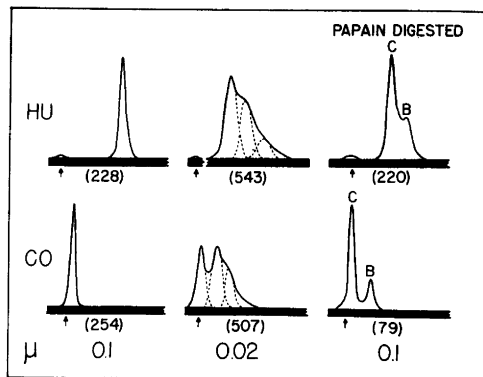 PAPAIN DIGESTED
C
B
HU
(228) (543) (220)
C
B
CO
(254) (507) (79)
μ 0.1 0.02 0.1